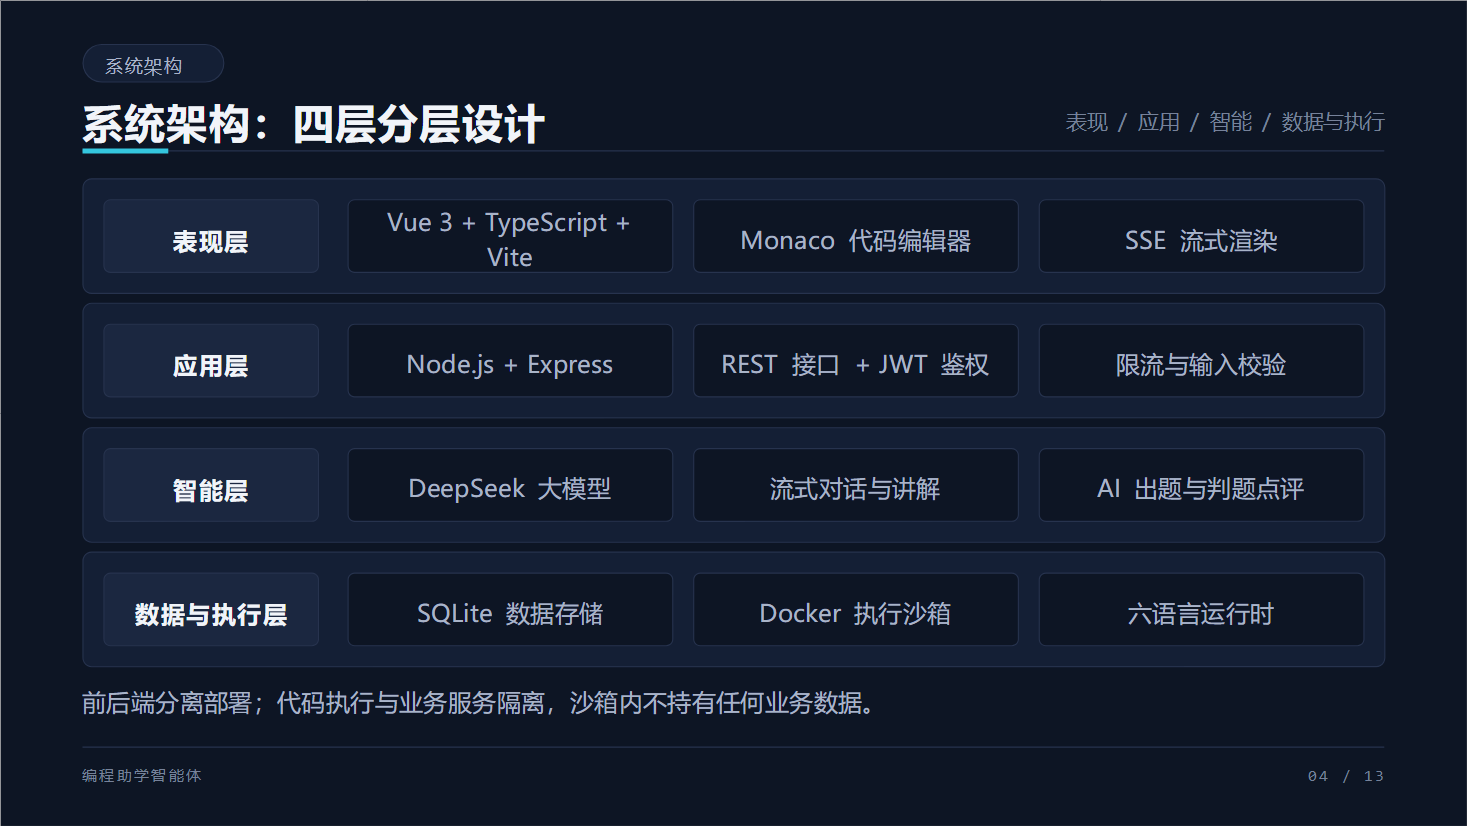 系统架构
系统架构：四层分层设计
表现 / 应用 / 智能 / 数据与执行
表现层
Vue 3 + TypeScript +
Vite
Monaco 代码编辑器
SSE 流式渲染
应用层
Node.js + Express
REST 接口 + JWT 鉴权
限流与输入校验
智能层
DeepSeek 大模型
流式对话与讲解
AI 出题与判题点评
数据与执行层
SQLite 数据存储
Docker 执行沙箱
六语言运行时
前后端分离部署；代码执行与业务服务隔离，沙箱内不持有任何业务数据。
编程助学智能体
04 / 13